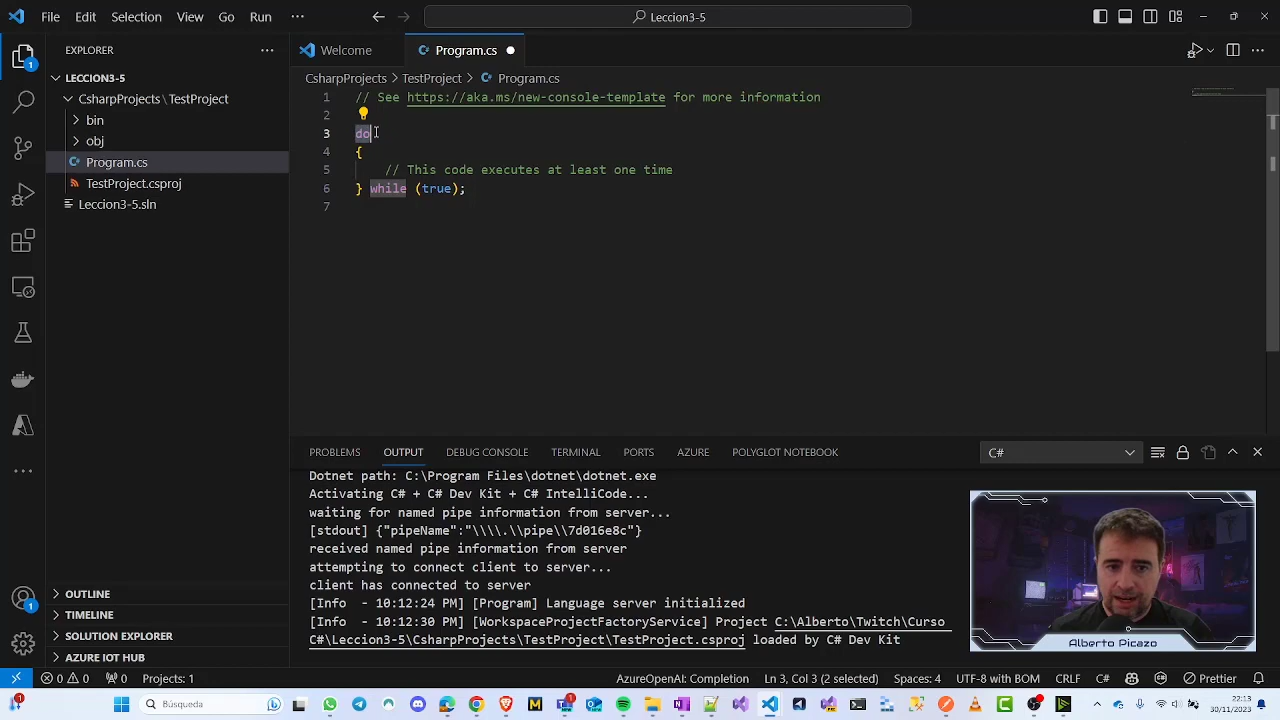 File Edit Selection View Go Run ··· Leccion3-5
EXPLORER
LECCION3-5
CsharpProjects \ TestProject
bin
obj
Program.cs
TestProject.csproj
Leccion3-5.sln
OUTLINE
TIMELINE
SOLUTION EXPLORER
AZURE IOT HUB
1
1
Welcome Program.cs
CsharpProjects > TestProject > Program.cs
1 // See https://aka.ms/new-console-template for more information
2
3 do
4 {
5 // This code executes at least one time
6 } while (true);
7
PROBLEMS OUTPUT DEBUG CONSOLE TERMINAL PORTS AZURE POLYGLOT NOTEBOOK C#
Dotnet path: C:\Program Files\dotnet\dotnet.exe
Activating C# + C# Dev Kit + C# IntelliCode...
waiting for named pipe information from server...
[stdout] {"pipeName":"\\\\.\\pipe\\7d016e8c"}
received named pipe information from server
attempting to connect client to server...
client has connected to server
[Info  - 10:12:24 PM] [Program] Language server initialized
[Info  - 10:12:30 PM] [WorkspaceProjectFactoryService] Project C:\Alberto\Twitch\Curso
C#\Leccion3-5\CsharpProjects\TestProject\TestProject.csproj loaded by C# Dev Kit
Alberto Picazo
0 0 0 Projects: 1 AzureOpenAI: Completion Ln 3, Col 3 (2 selected) Spaces: 4 UTF-8 with BOM CRLF C# Prettier
1 Búsqueda 22:13
30/11/2023